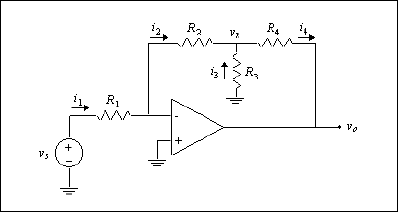 i2 R2 vx R4 i4
i3 R3
i1 R1
-
+
vs + -
vo